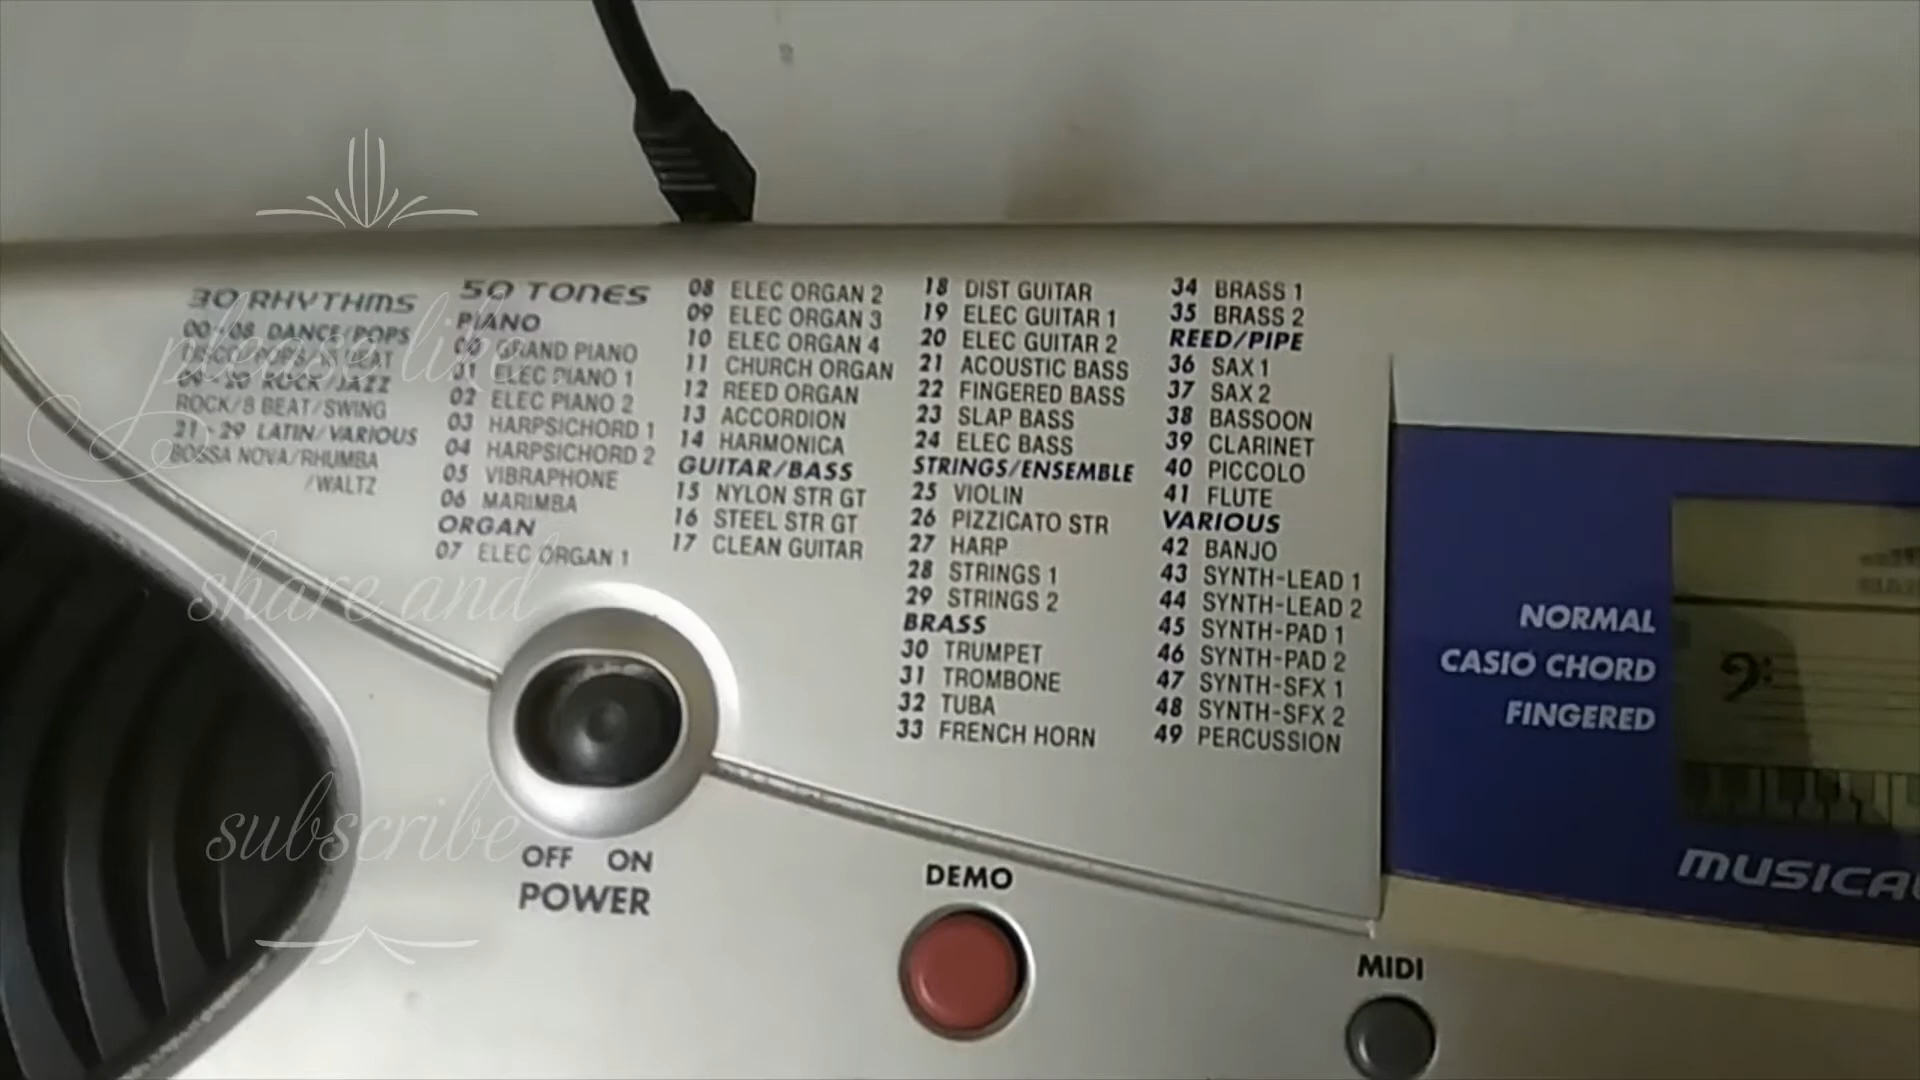 30 RHYTHMS
00-08 DANCE/POPS
DISCO/POPS/8 BEAT
09-20 ROCK/JAZZ
ROCK/8 BEAT/SWING
21-29 LATIN/VARIOUS
BOSSA NOVA/RHUMBA
/WALTZ
50 TONES
PIANO
00 GRAND PIANO
01 ELEC PIANO 1
02 ELEC PIANO 2
03 HARPSICHORD 1
04 HARPSICHORD 2
05 VIBRAPHONE
06 MARIMBA
ORGAN
07 ELEC ORGAN 1
08 ELEC ORGAN 2
09 ELEC ORGAN 3
10 ELEC ORGAN 4
11 CHURCH ORGAN
12 REED ORGAN
13 ACCORDION
14 HARMONICA
GUITAR/BASS
15 NYLON STR GT
16 STEEL STR GT
17 CLEAN GUITAR
18 DIST GUITAR
19 ELEC GUITAR 1
20 ELEC GUITAR 2
21 ACOUSTIC BASS
22 FINGERED BASS
23 SLAP BASS
24 ELEC BASS
STRINGS/ENSEMBLE
25 VIOLIN
26 PIZZICATO STR
27 HARP
28 STRINGS 1
29 STRINGS 2
BRASS
30 TRUMPET
31 TROMBONE
32 TUBA
33 FRENCH HORN
34 BRASS 1
35 BRASS 2
REED/PIPE
36 SAX 1
37 SAX 2
38 BASSOON
39 CLARINET
40 PICCOLO
41 FLUTE
VARIOUS
42 BANJO
43 SYNTH-LEAD 1
44 SYNTH-LEAD 2
45 SYNTH-PAD 1
46 SYNTH-PAD 2
47 SYNTH-SFX 1
48 SYNTH-SFX 2
49 PERCUSSION
NORMAL
CASIO CHORD
FINGERED
please like
share and
subscribe
OFF ON
POWER
DEMO
MIDI